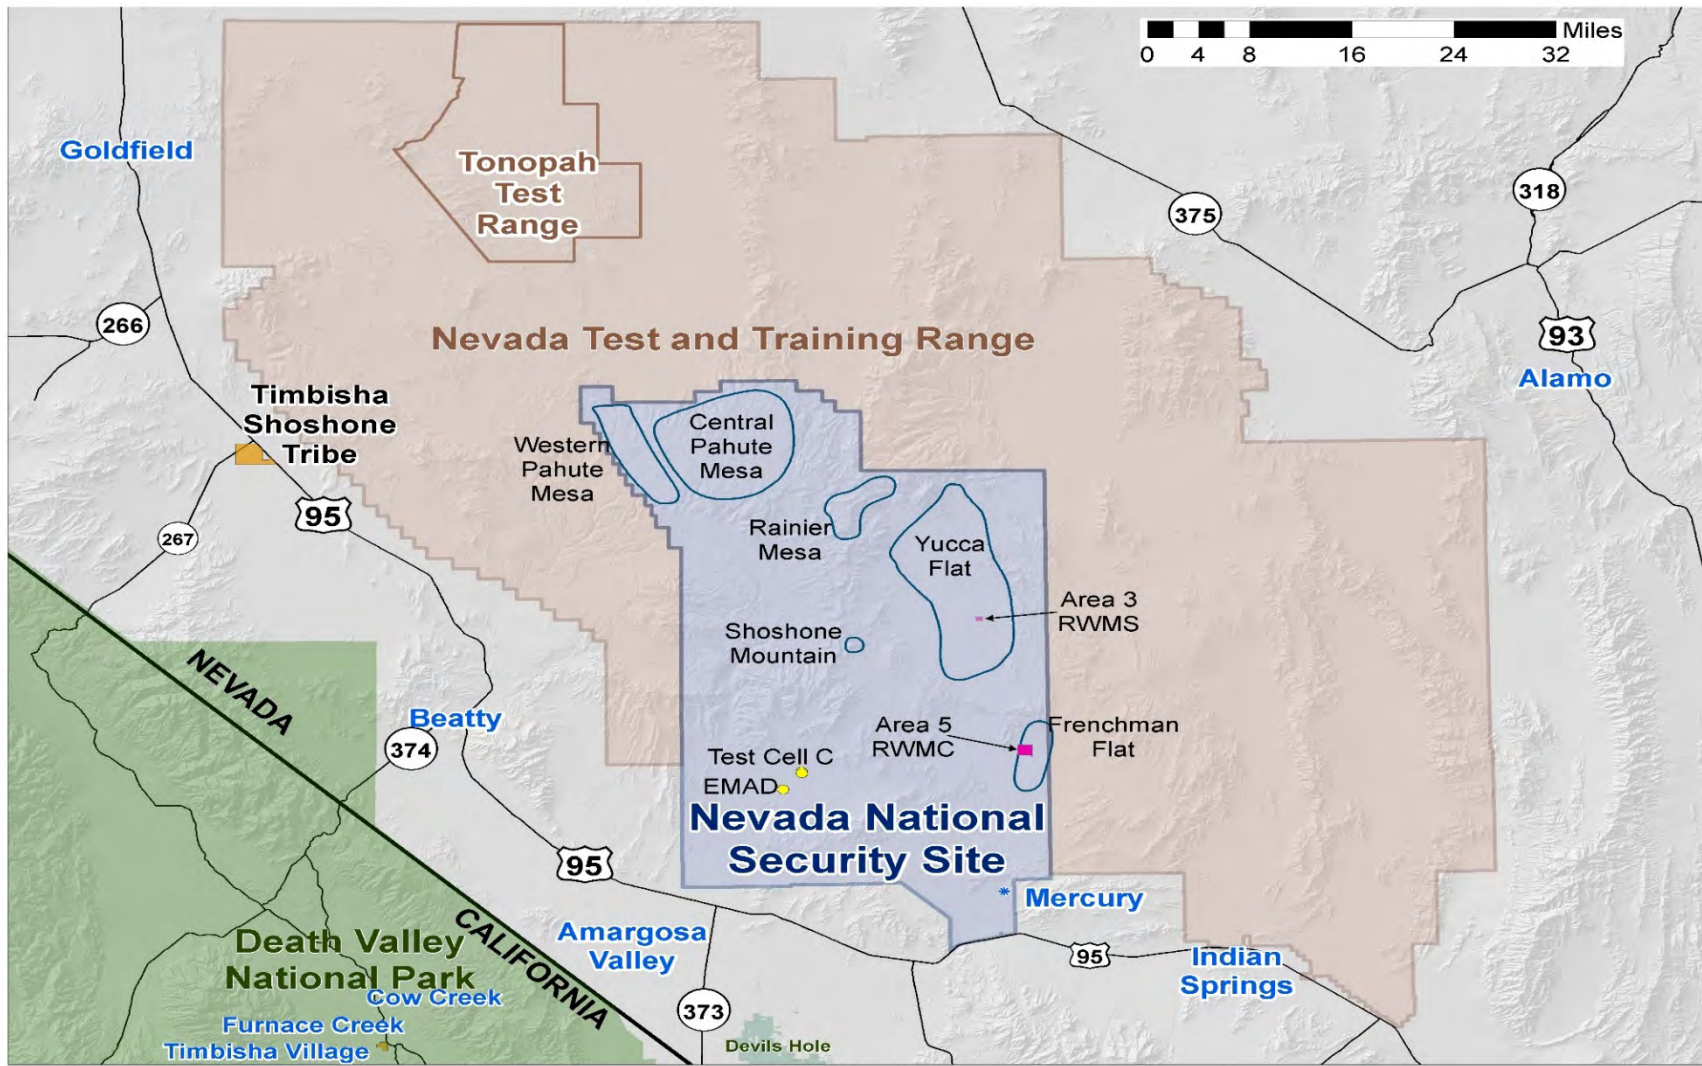 Miles
0 4 8 16 24 32
Goldfield
Tonopah
Test
Range
375
318
266
Nevada Test and Training Range
93
Alamo
Timbisha
Shoshone
Tribe
Western
Pahute
Mesa
Central
Pahute
Mesa
95
267
Rainier
Mesa
Yucca
Flat
Area 3
RWMS
Shoshone
Mountain
NEVADA
Beatty
374
Area 5
RWMC
Frenchman
Flat
Test Cell C
EMAD
Nevada National
Security Site
95
Mercury
CALIFORNIA
Death Valley
National Park
Amargosa
Valley
95
Indian
Springs
Cow Creek
Furnace Creek
Timbisha Village
373
Devils Hole